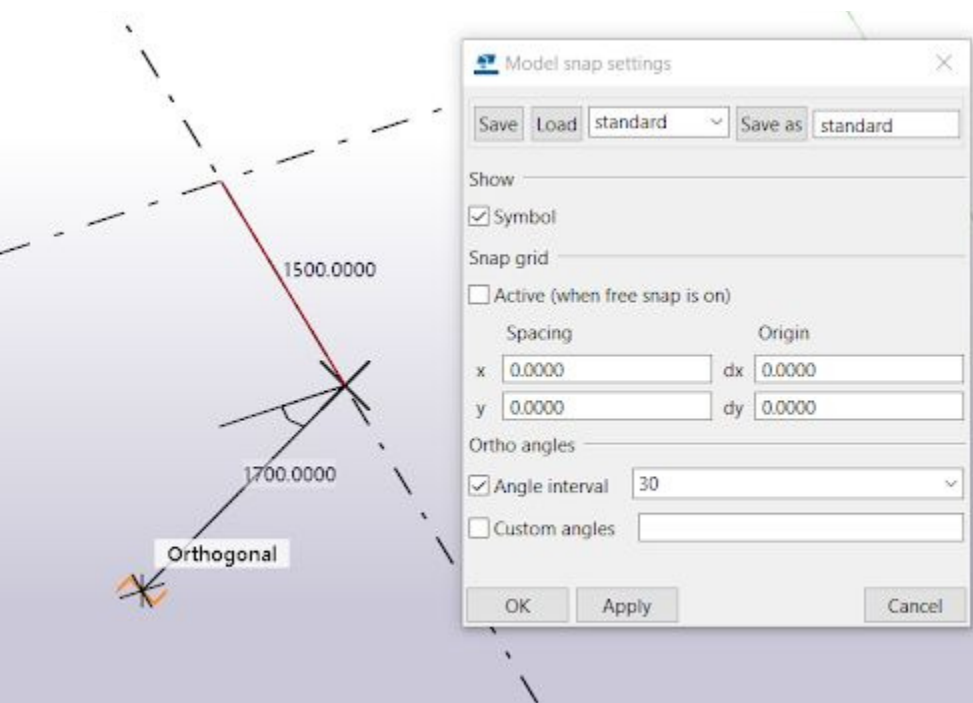 Model snap settings
Save Load standard Save as standard
Show
Symbol
Snap grid
Active (when free snap is on)
Spacing Origin
x 0.0000 dx 0.0000
y 0.0000 dy 0.0000
Ortho angles
Angle interval 30
Custom angles
OK Apply Cancel
1500.0000
1700.0000
Orthogonal